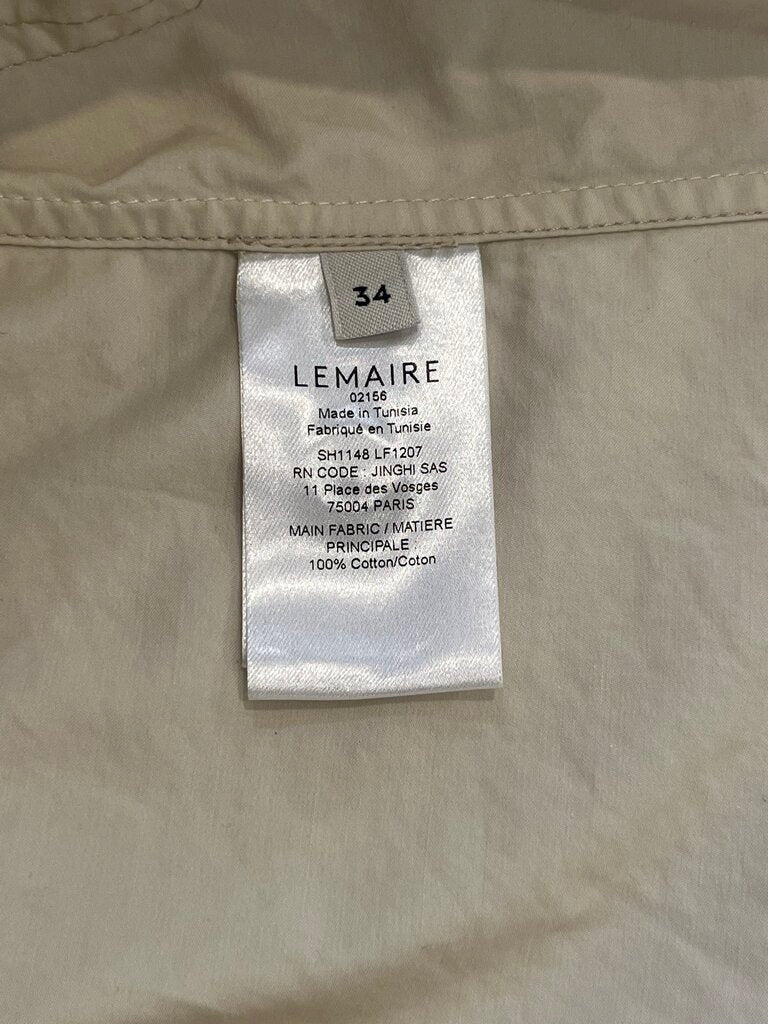 34
LEMAIRE
02156
Made in Tunisia
Fabriqué en Tunisie
SH1148 LF1207
RN CODE : JINGHI SAS
11 Place des Vosges
75004 PARIS
MAIN FABRIC / MATIERE
PRINCIPALE
100% Cotton/Coton